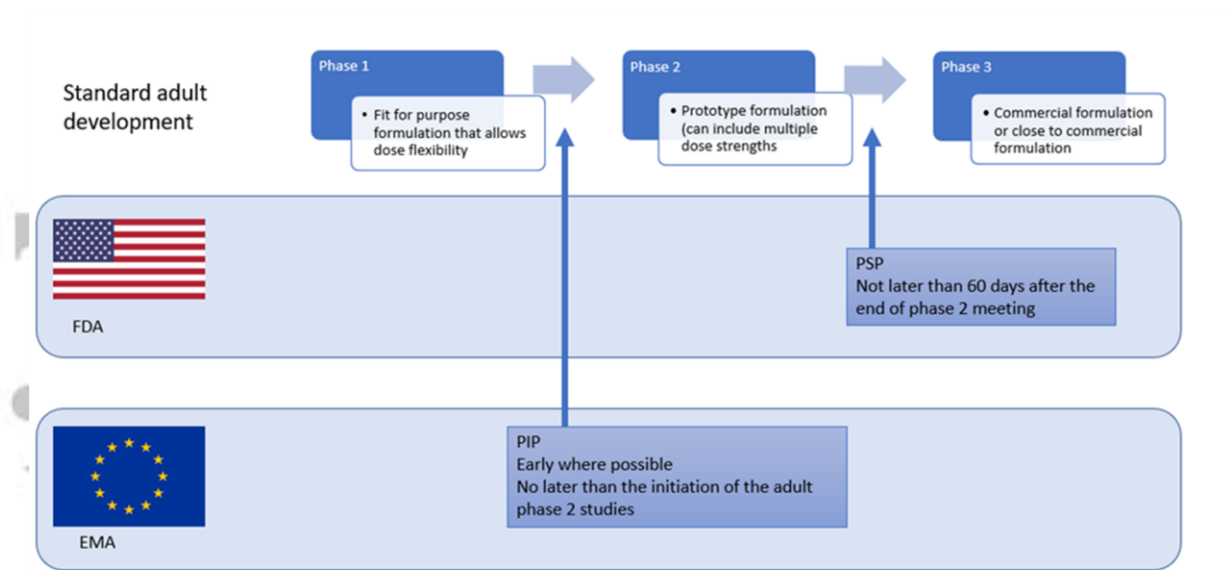 Standard adult
development
Phase 1
• Fit for purpose
formulation that allows
dose flexibility
Phase 2
• Prototype formulation
(can include multiple
dose strengths
Phase 3
• Commercial formulation
or close to commercial
formulation
FDA
PSP
Not later than 60 days after the
end of phase 2 meeting
EMA
PIP
Early where possible
No later than the initiation of the adult
phase 2 studies